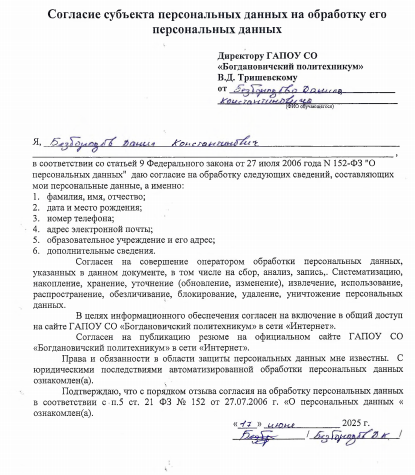 Согласие субъекта персональных данных на обработку его
персональных данных
Директору ГАПОУ СО
«Богдановичский политехникум»
В.Д. Тришевскому
от Безбородова Данила
Константиновича
(ФИО обучающегося)
Я, Безбородов Данил Константинович
в соответствии со статьей 9 Федерального закона от 27 июля 2006 года N 152-ФЗ "О
персональных данных" даю согласие на обработку следующих сведений, составляющих
мои персональные данные, а именно:
1. фамилия, имя, отчество;
2. дата и место рождения;
3. номер телефона;
4. адрес электронной почты;
5. образовательное учреждение и его адрес;
6. дополнительные сведения.
Согласен на совершение оператором обработки персональных данных,
указанных в данном документе, в том числе на сбор, анализ, запись,. Систематизацию,
накопление, хранение, уточнение (обновление, изменение), извлечение, использование,
распространение, обезличивание, блокирование, удаление, уничтожение персональных
данных.
В целях информационного обеспечения согласен на включение в общий доступ
на сайте ГАПОУ СО «Богдановичский политехникум» в сети «Интернет».
Согласен на публикацию резюме на официальном сайте ГАПОУ СО
«Богдановичский политехникум» в сети «Интернет».
Права и обязанности в области защиты персональных данных мне известны. С
юридическими последствиями автоматизированной обработки персональных данных
ознакомлен(а).
Подтверждаю, что с порядком отзыва согласия на обработку персональных данных
в соответствии с п.5 ст. 21 ФЗ № 152 от 27.07.2006 г. «О персональных данных «
ознакомлен(а).
«17» июне 2025 г.
/ Безбородов Д.К. /